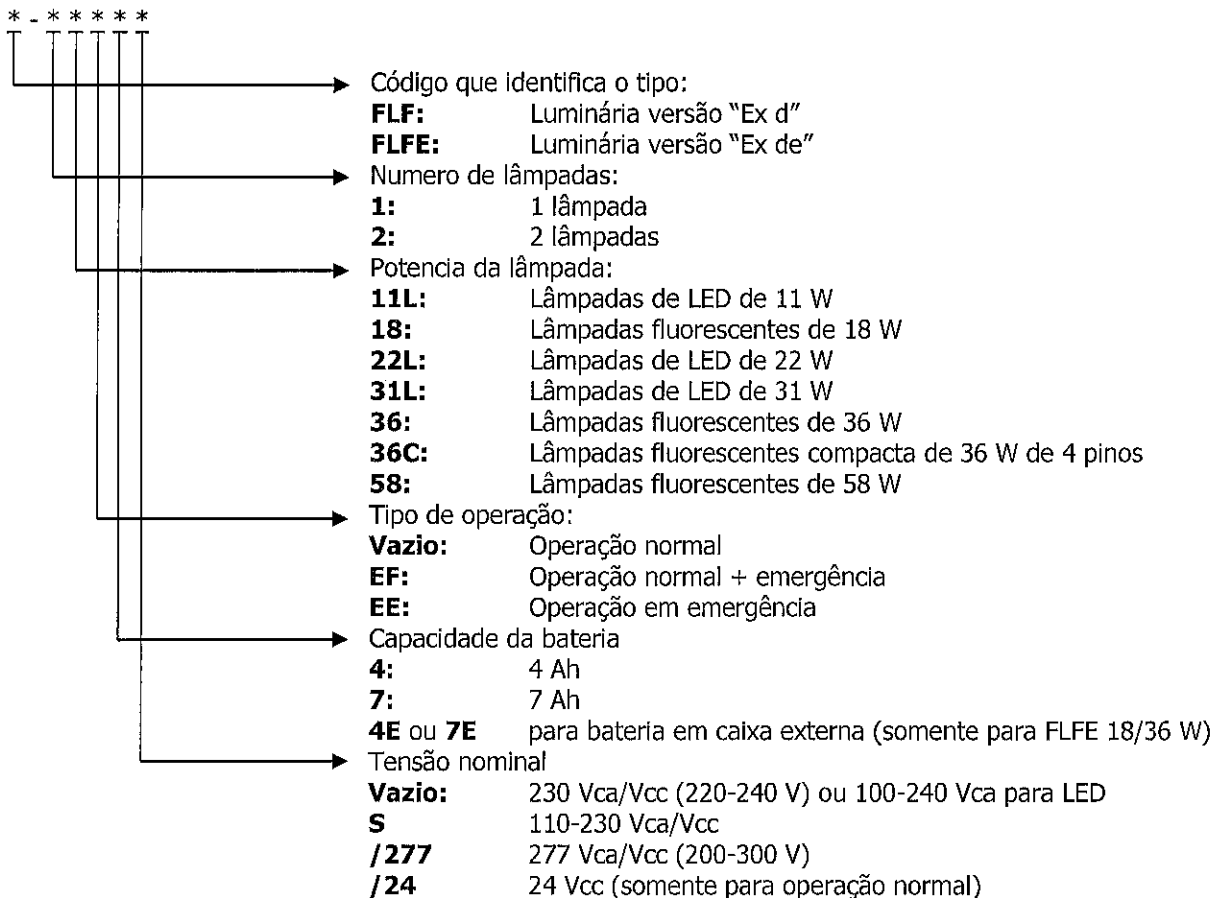 * - * * * * *
Código que identifica o tipo:
FLF: Luminária versão "Ex d"
FLFE: Luminária versão "Ex de"
Numero de lâmpadas:
1: 1 lâmpada
2: 2 lâmpadas
Potencia da lâmpada:
11L: Lâmpadas de LED de 11 W
18: Lâmpadas fluorescentes de 18 W
22L: Lâmpadas de LED de 22 W
31L: Lâmpadas de LED de 31 W
36: Lâmpadas fluorescentes de 36 W
36C: Lâmpadas fluorescentes compacta de 36 W de 4 pinos
58: Lâmpadas fluorescentes de 58 W
Tipo de operação:
Vazio: Operação normal
EF: Operação normal + emergência
EE: Operação em emergência
Capacidade da bateria
4: 4 Ah
7: 7 Ah
4E ou 7E para bateria em caixa externa (somente para FLFE 18/36 W)
Tensão nominal
Vazio: 230 Vca/Vcc (220-240 V) ou 100-240 Vca para LED
S 110-230 Vca/Vcc
/277 277 Vca/Vcc (200-300 V)
/24 24 Vcc (somente para operação normal)